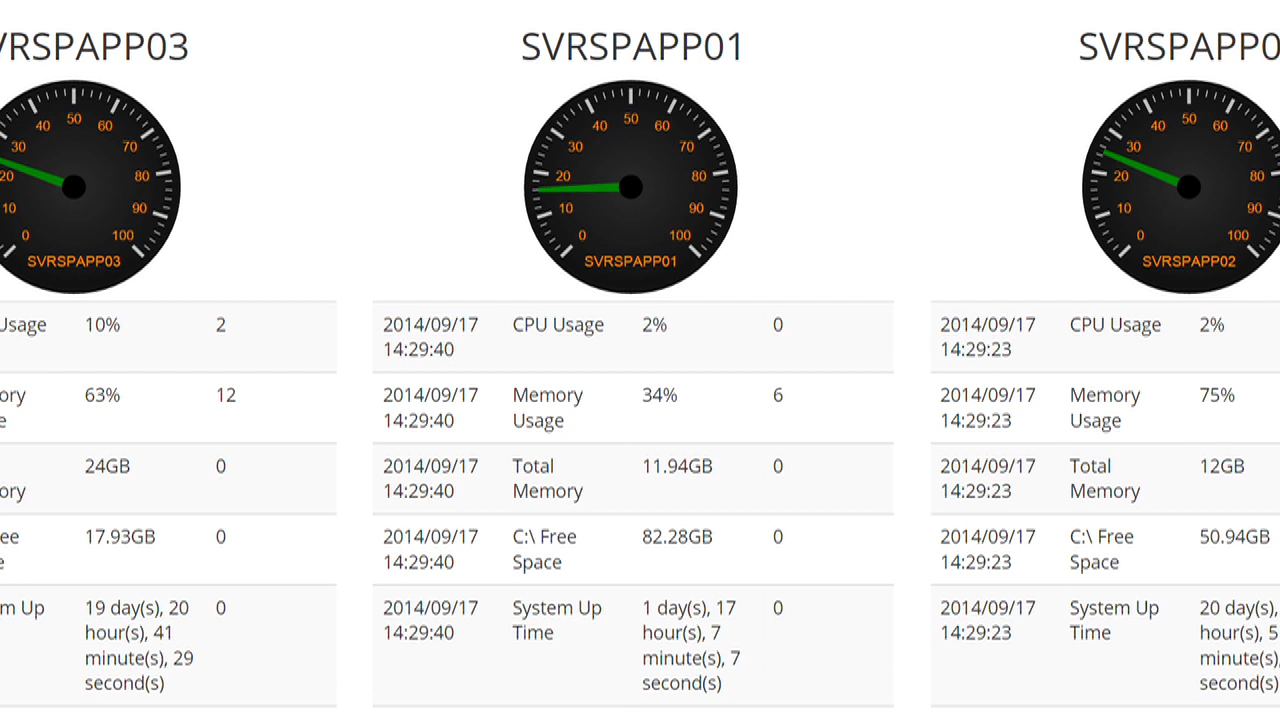 VRSPAPP03
50
40
60
30
70
20
80
10
90
0
100
SVRSPAPP03
Usage 10% 2
ory 63% 12
e
24GB 0
ory
ee 17.93GB 0
e
m Up 19 day(s), 20 0
hour(s), 41
minute(s), 29
second(s)
SVRSPAPP01
50
40
60
30
70
20
80
10
90
0
100
SVRSPAPP01
2014/09/17 CPU Usage 2% 0
14:29:40
2014/09/17 Memory 34% 6
14:29:40 Usage
2014/09/17 Total 11.94GB 0
14:29:40 Memory
2014/09/17 C:\ Free 82.28GB 0
14:29:40 Space
2014/09/17 System Up 1 day(s), 17 0
14:29:40 Time hour(s), 7
minute(s), 7
second(s)
SVRSPAPP0
50
40
60
30
70
20
80
10
90
0
100
SVRSPAPP02
2014/09/17 CPU Usage 2%
14:29:23
2014/09/17 Memory 75%
14:29:23 Usage
2014/09/17 Total 12GB
14:29:23 Memory
2014/09/17 C:\ Free 50.94GB
14:29:23 Space
2014/09/17 System Up 20 day(s),
14:29:23 Time hour(s), 5
minute(s),
second(s)